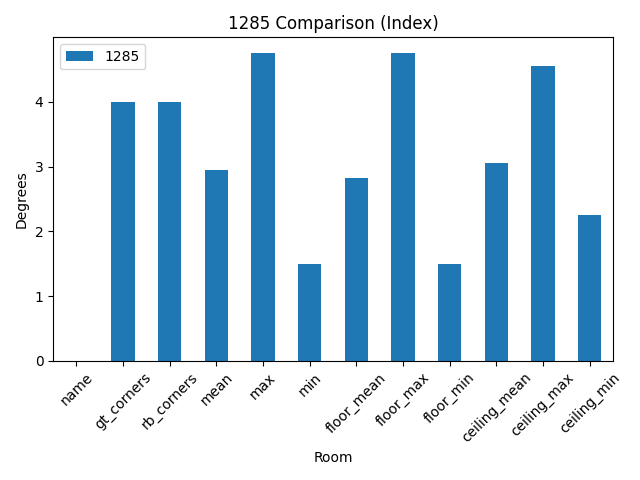 1285 Comparison (Index)
1285
Degrees
4
3
2
1
0
name
gt_corners
rb_corners
mean
max
min
floor_mean
floor_max
floor_min
ceiling_mean
ceiling_max
ceiling_min
Room